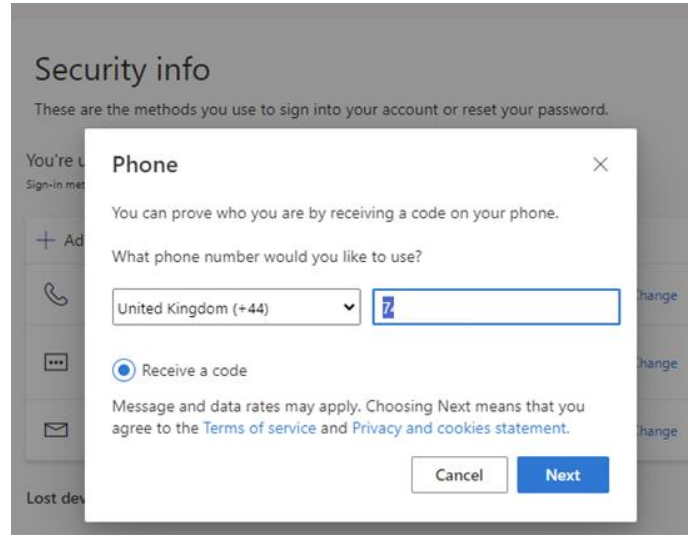 Security info
These are the methods you use to sign into your account or reset your password.
You're u
Sign-in met
Phone
You can prove who you are by receiving a code on your phone.
What phone number would you like to use?
Ad
United Kingdom (+44)
Change
Change
Receive a code
Message and data rates may apply. Choosing Next means that you
agree to the Terms of service and Privacy and cookies statement.
Change
Cancel Next
Lost dev